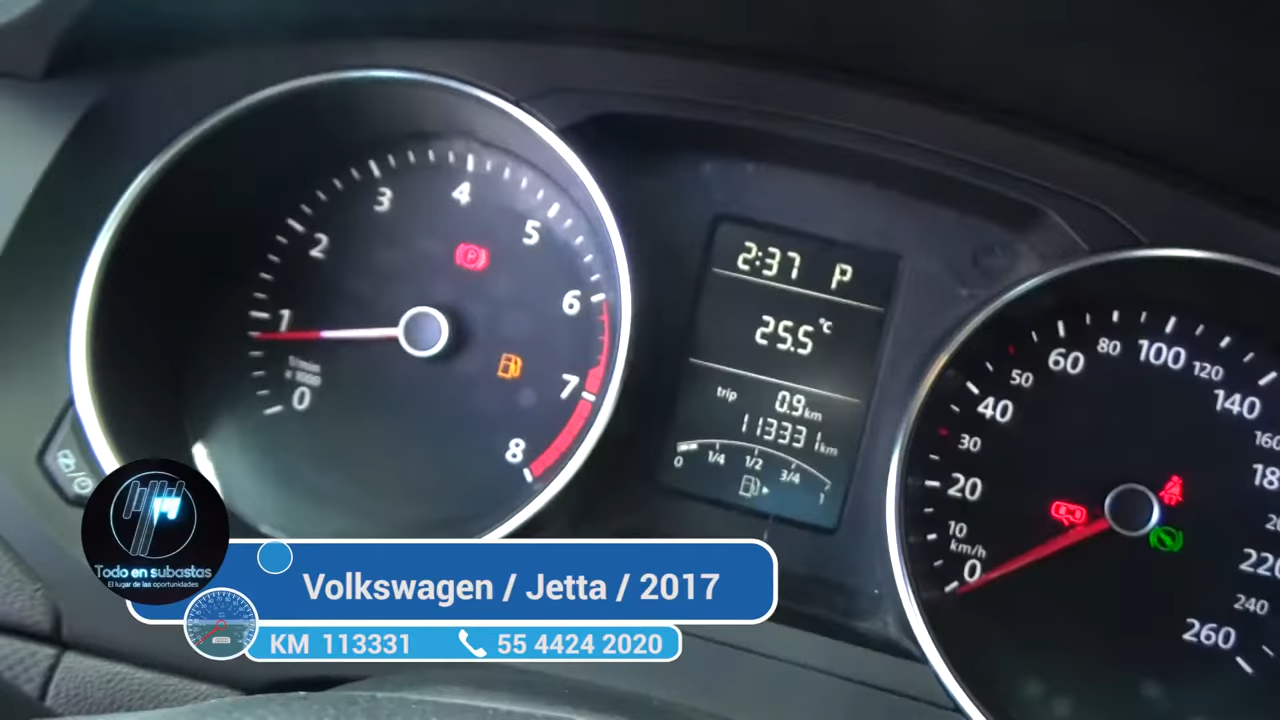 0
1
2
3
4
5
6
7
8
1/min
x 1000
P
2:37 P
25.5 °C
trip 0.9 km
113331 km
0 1/4 1/2 3/4 1
0
10
20
30
40
50
60
80
100
120
140
220
240
260
km/h
Todo en subastas
El lugar de las oportunidades
Volkswagen / Jetta / 2017
KM 113331
55 4424 2020